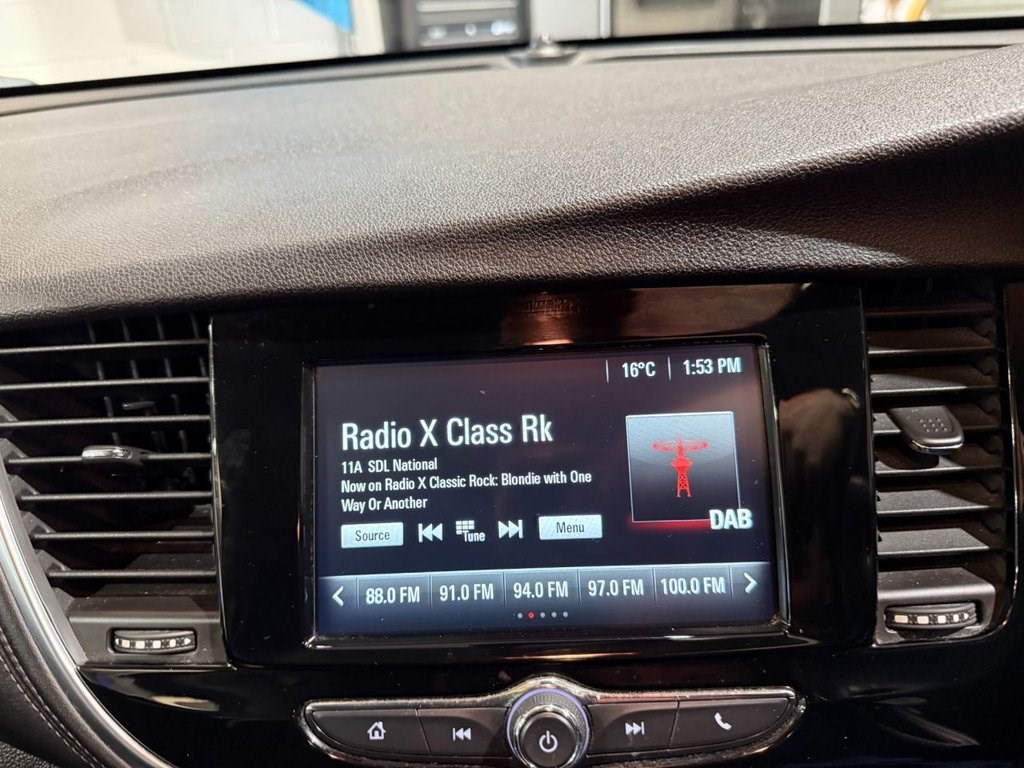 16°C 1:53 PM
Radio X Class Rk
11A SDL National
Now on Radio X Classic Rock: Blondie with One
Way Or Another
DAB
Source Tune Menu
88.0 FM 91.0 FM 94.0 FM 97.0 FM 100.0 FM